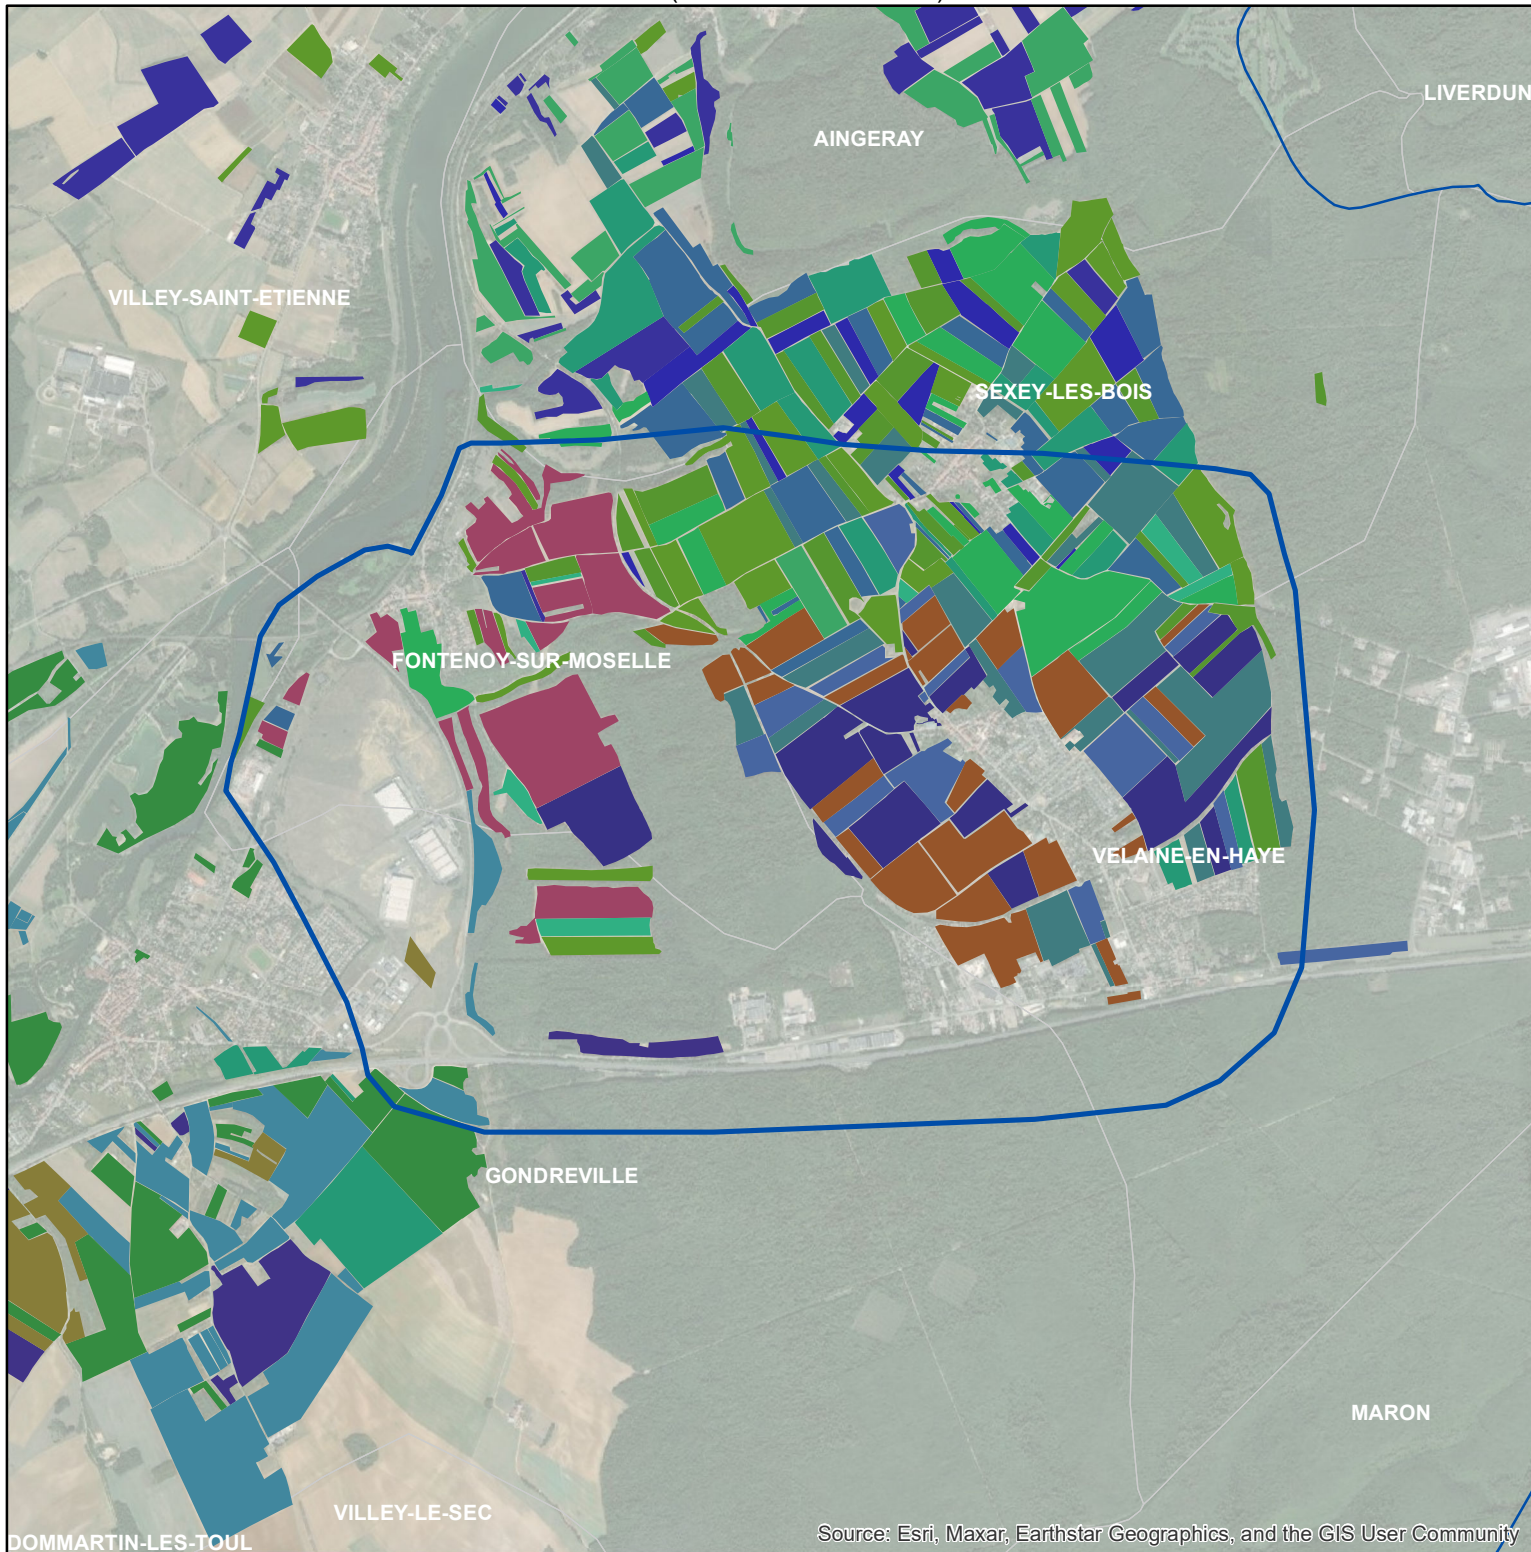 LIVERDUN
AINGERAY
VILLEY-SAINT-ETIENNE
SEXEY-LES-BOIS
FONTENOY-SUR-MOSELLE
VELAINE-EN-HAYE
GONDREVILLE
MARON
VILLEY-LE-SEC
DOMMARTIN-LES-TOUL
Source: Esri, Maxar, Earthstar Geographics, and the GIS User Community